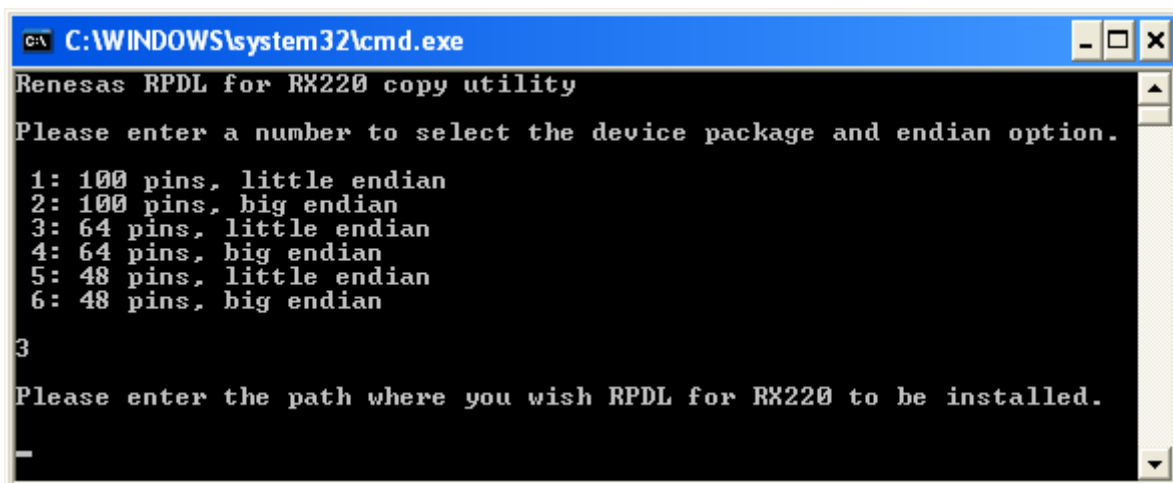 C:\WINDOWS\system32\cmd.exe
Renesas RPDL for RX220 copy utility
Please enter a number to select the device package and endian option.
1: 100 pins, little endian
2: 100 pins, big endian
3: 64 pins, little endian
4: 64 pins, big endian
5: 48 pins, little endian
6: 48 pins, big endian
3
Please enter the path where you wish RPDL for RX220 to be installed.